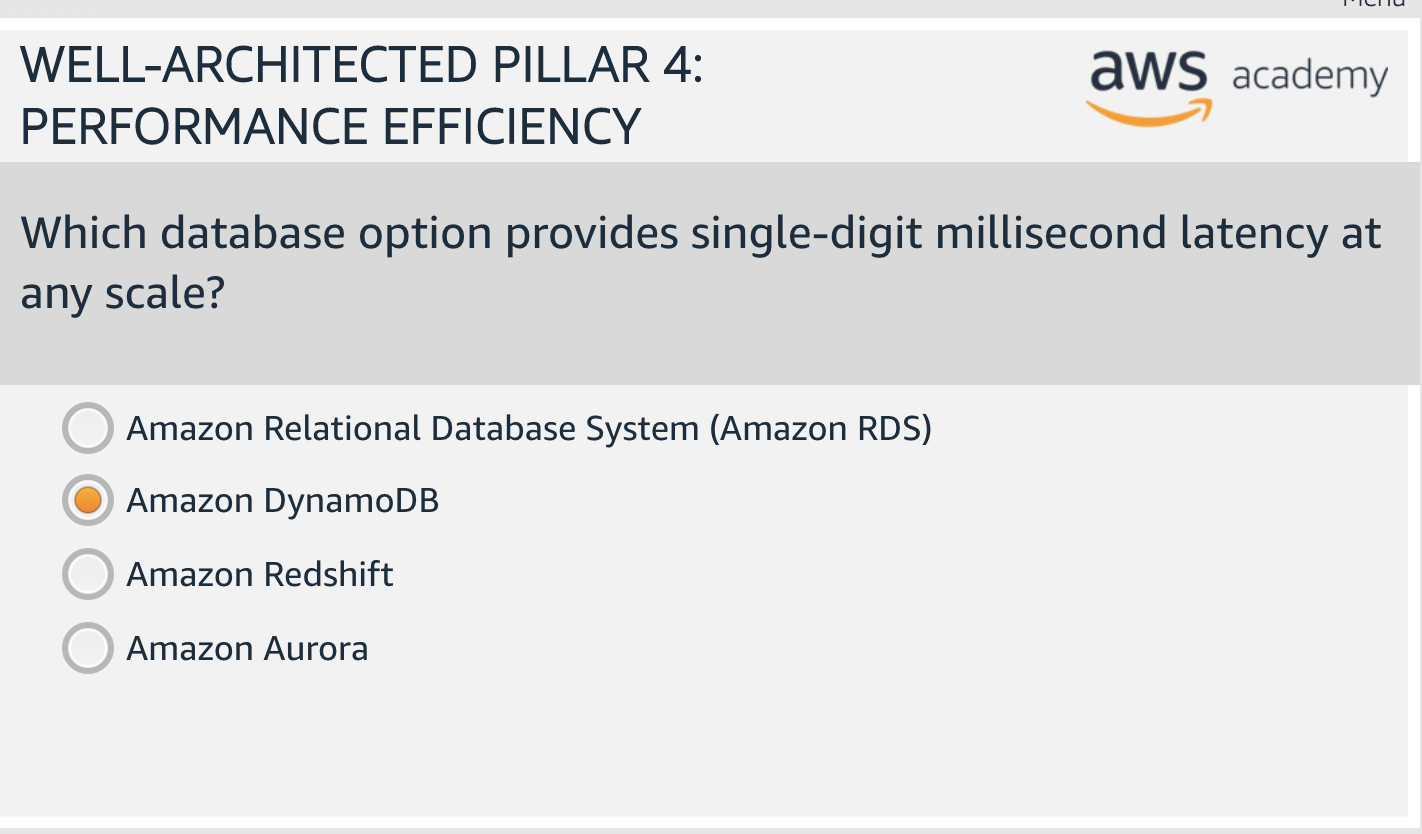 Menu
WELL-ARCHITECTED PILLAR 4:
PERFORMANCE EFFICIENCY
aws academy
Which database option provides single-digit millisecond latency at
any scale?
Amazon Relational Database System (Amazon RDS)
Amazon DynamoDB
Amazon Redshift
Amazon Aurora